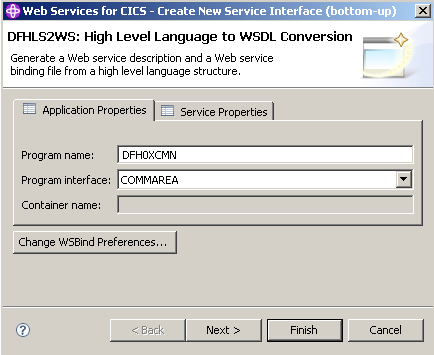 Web Services for CICS - Create New Service Interface (bottom-up)
DFHLS2WS: High Level Language to WSDL Conversion
Generate a Web service description and a Web service
binding file from a high level language structure.
Application Properties
Service Properties
Program name: DFH0XCMN
Program interface: COMMAREA
Container name:
Change WSBind Preferences...
< Back Next > Finish Cancel